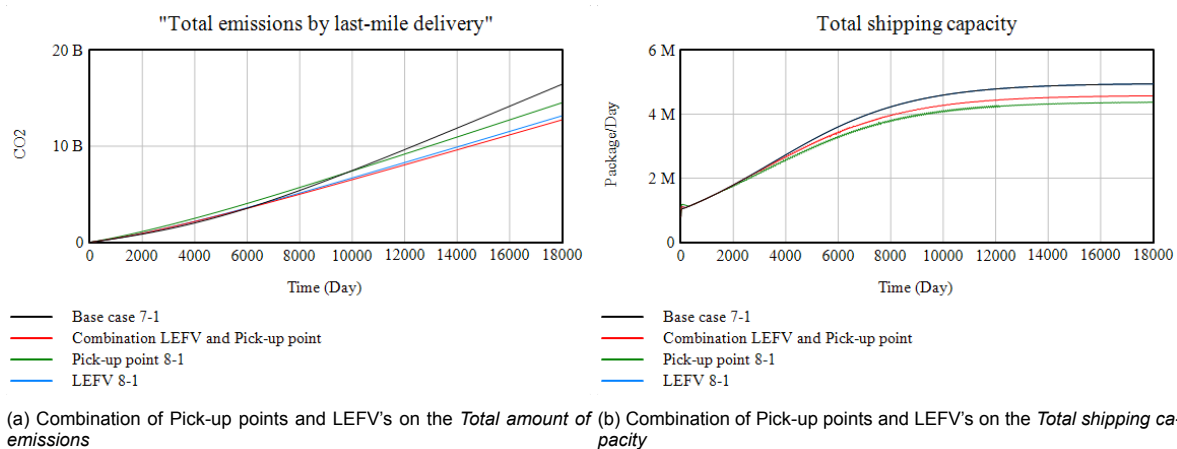 "Total emissions by last-mile delivery"
20 B
10 B
0
CO2
0 2000 4000 6000 8000 10000 12000 14000 16000 18000
Time (Day)
Base case 7-1
Combination LEFV and Pick-up point
Pick-up point 8-1
LEFV 8-1
(a) Combination of Pick-up points and LEFV's on the Total amount of
emissions
Total shipping capacity
6 M
4 M
2 M
0
Package/Day
0 2000 4000 6000 8000 10000 12000 14000 16000 18000
Time (Day)
Base case 7-1
Combination LEFV and Pick-up point
Pick-up point 8-1
LEFV 8-1
(b) Combination of Pick-up points and LEFV's on the Total shipping ca-
pacity